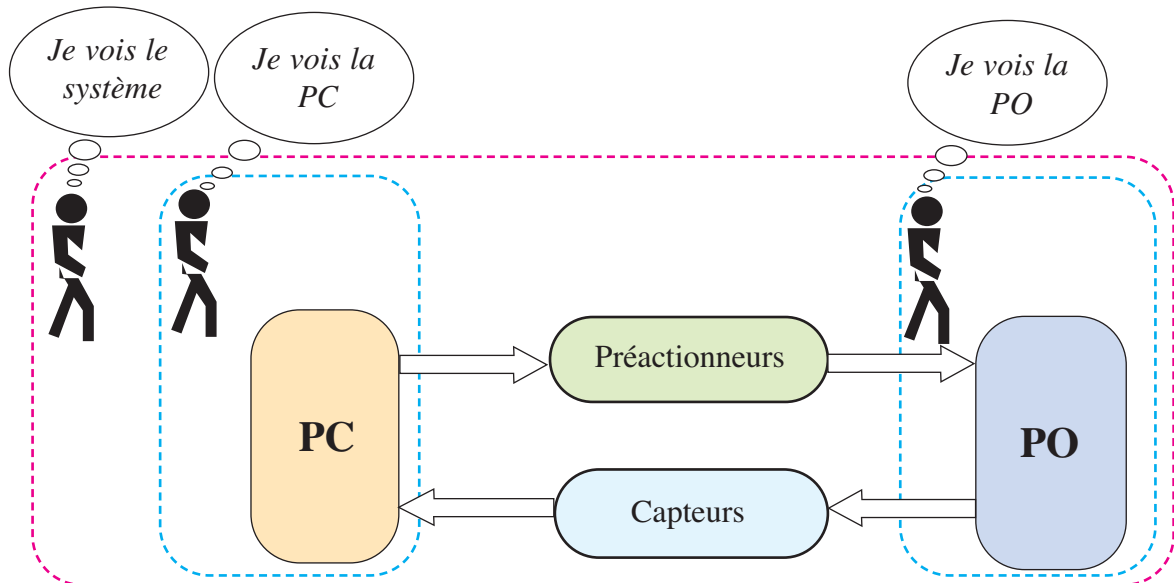 Je vois le
système
Je vois la
PC
Je vois la
PO
Préactionneurs
PC
PO
Capteurs